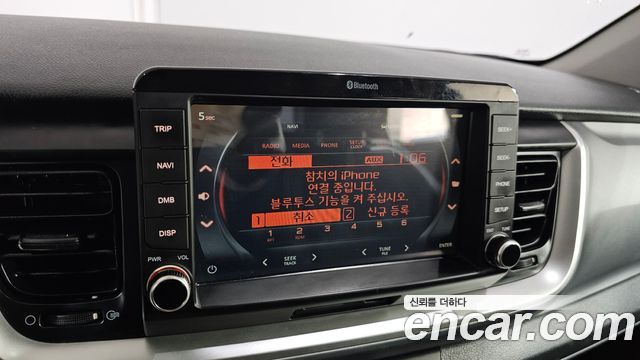 Bluetooth
5 sec
NAVI
TRIP
NAVI
DMB
DISP
PWR VOL
SEEK+
SEEK-
PHONE
SETUP
TUNE
RADIO MEDIA PHONE SETUP CLOCK
전화 AUX 1:06
참치의 iPhone
연결 중입니다.
블루투스 기능을 켜 주십시오.
1 취소 2 신규 등록
1 2 3 4 5 6
SEEK TRACK
TUNE FILE
ENTER
신뢰를 더하다
encar.com